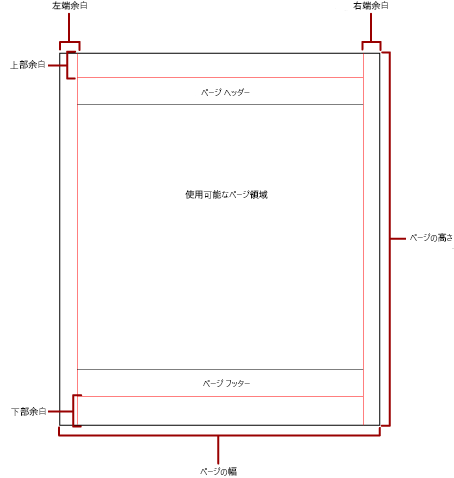 左端余白
右端余白
上部余白
ページ ヘッダー
使用可能なページ領域
ページの高さ
ページ フッター
下部余白
ページの幅